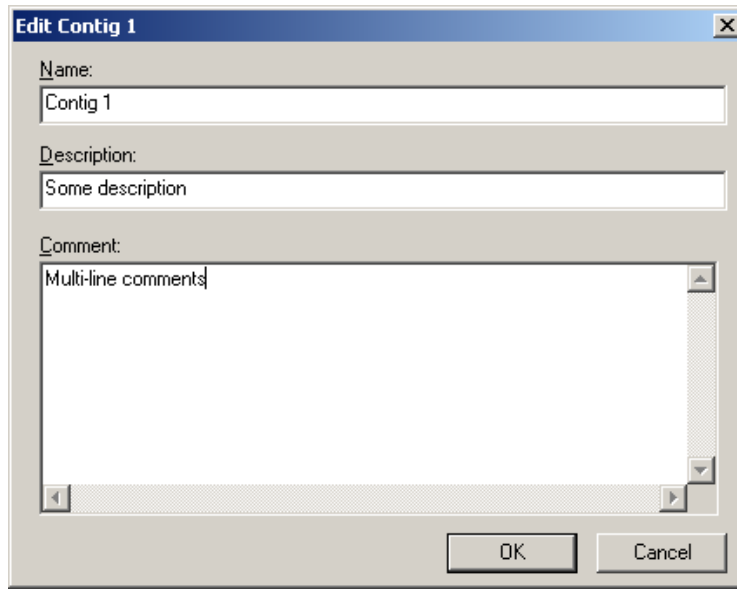 Edit Contig 1
Name:
Contig 1
Description:
Some description
Comment:
Multi-line comments
OK Cancel